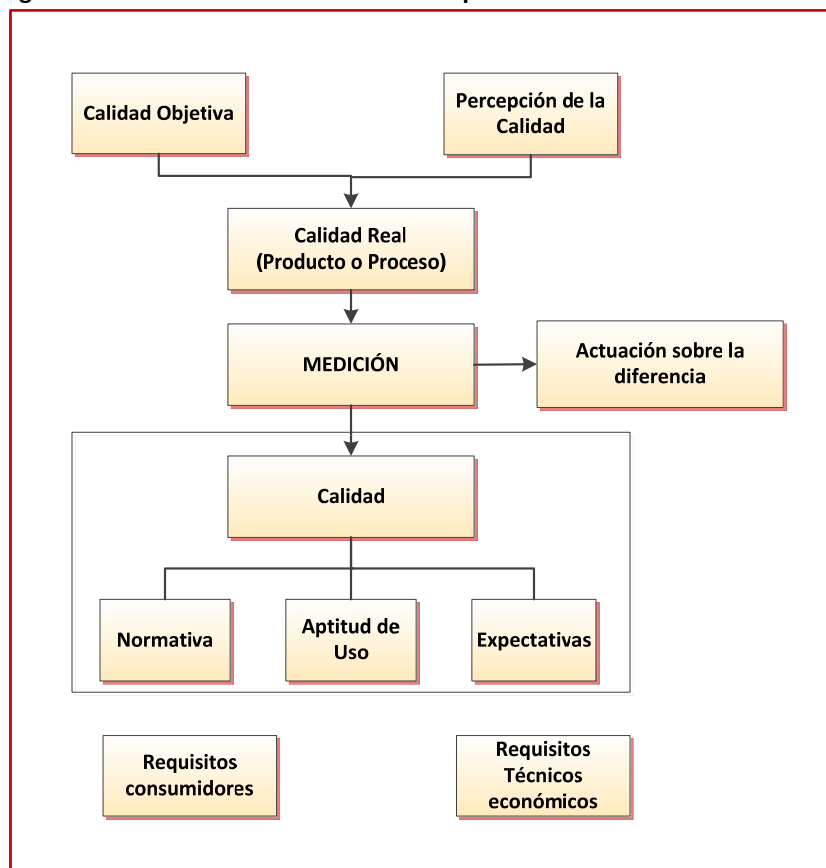 Calidad Objetiva
Percepción de la
Calidad
Calidad Real
(Producto o Proceso)
MEDICIÓN
Actuación sobre la
diferencia
Calidad
Normativa
Aptitud de
Uso
Expectativas
Requisitos
consumidores
Requisitos
Técnicos
económicos